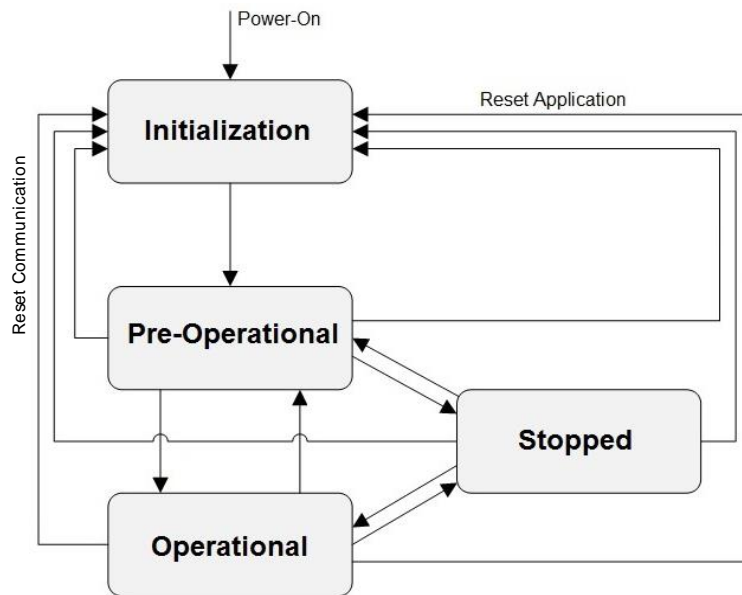 Power-On
Reset Application
Initialization
Reset Communication
Pre-Operational
Stopped
Operational